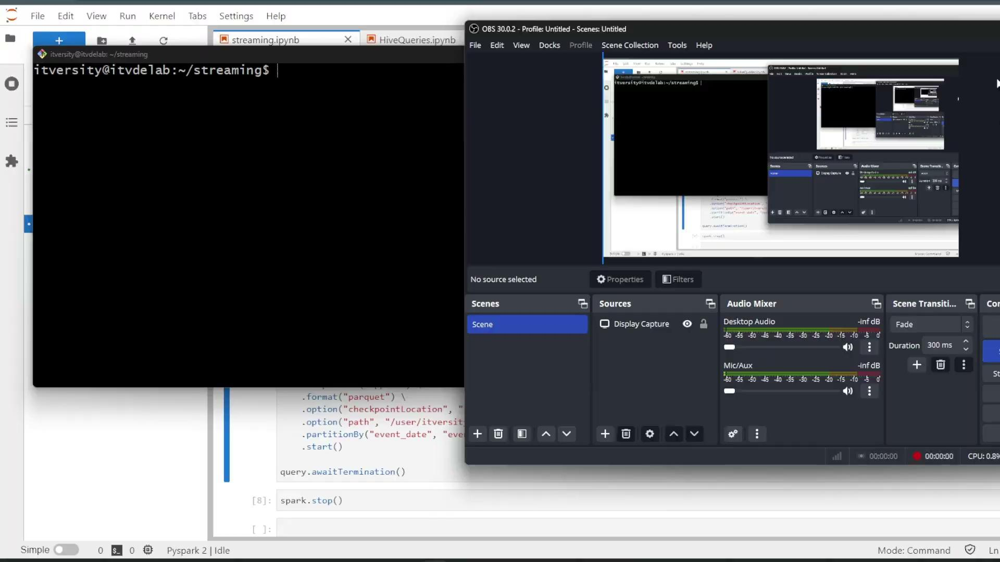 File Edit View Run Kernel Tabs Settings Help
streaming.ipynb
HiveQueries.ipynb
itversity@itvdelab: ~/streaming
itversity@itvdelab:~/streaming$
OBS 30.0.2 - Profile: Untitled - Scenes: Untitled
File Edit View Docks Profile Scene Collection Tools Help
itversity@itvdelab:~/streaming$
No source selected Properties Filters
Scenes
Scene
Sources
Display Capture
Audio Mixer
Desktop Audio -inf dB
-60 -55 -50 -45 -40 -35 -30 -25 -20 -15 -10 -5 0
Mic/Aux -inf dB
-60 -55 -50 -45 -40 -35 -30 -25 -20 -15 -10 -5 0
Scene Transiti... 
Fade
Duration 300 ms
Con
St
00:00:00 00:00:00 CPU: 0.8%
.format("parquet") \
.option("checkpointLocation", "
.option("path", "/user/itversity
.partitionBy("event_date", "eve
.start()
query.awaitTermination()
[8]: spark.stop()
[ ]:
Simple 0 $_ 0 Pyspark 2 | Idle Mode: Command Ln